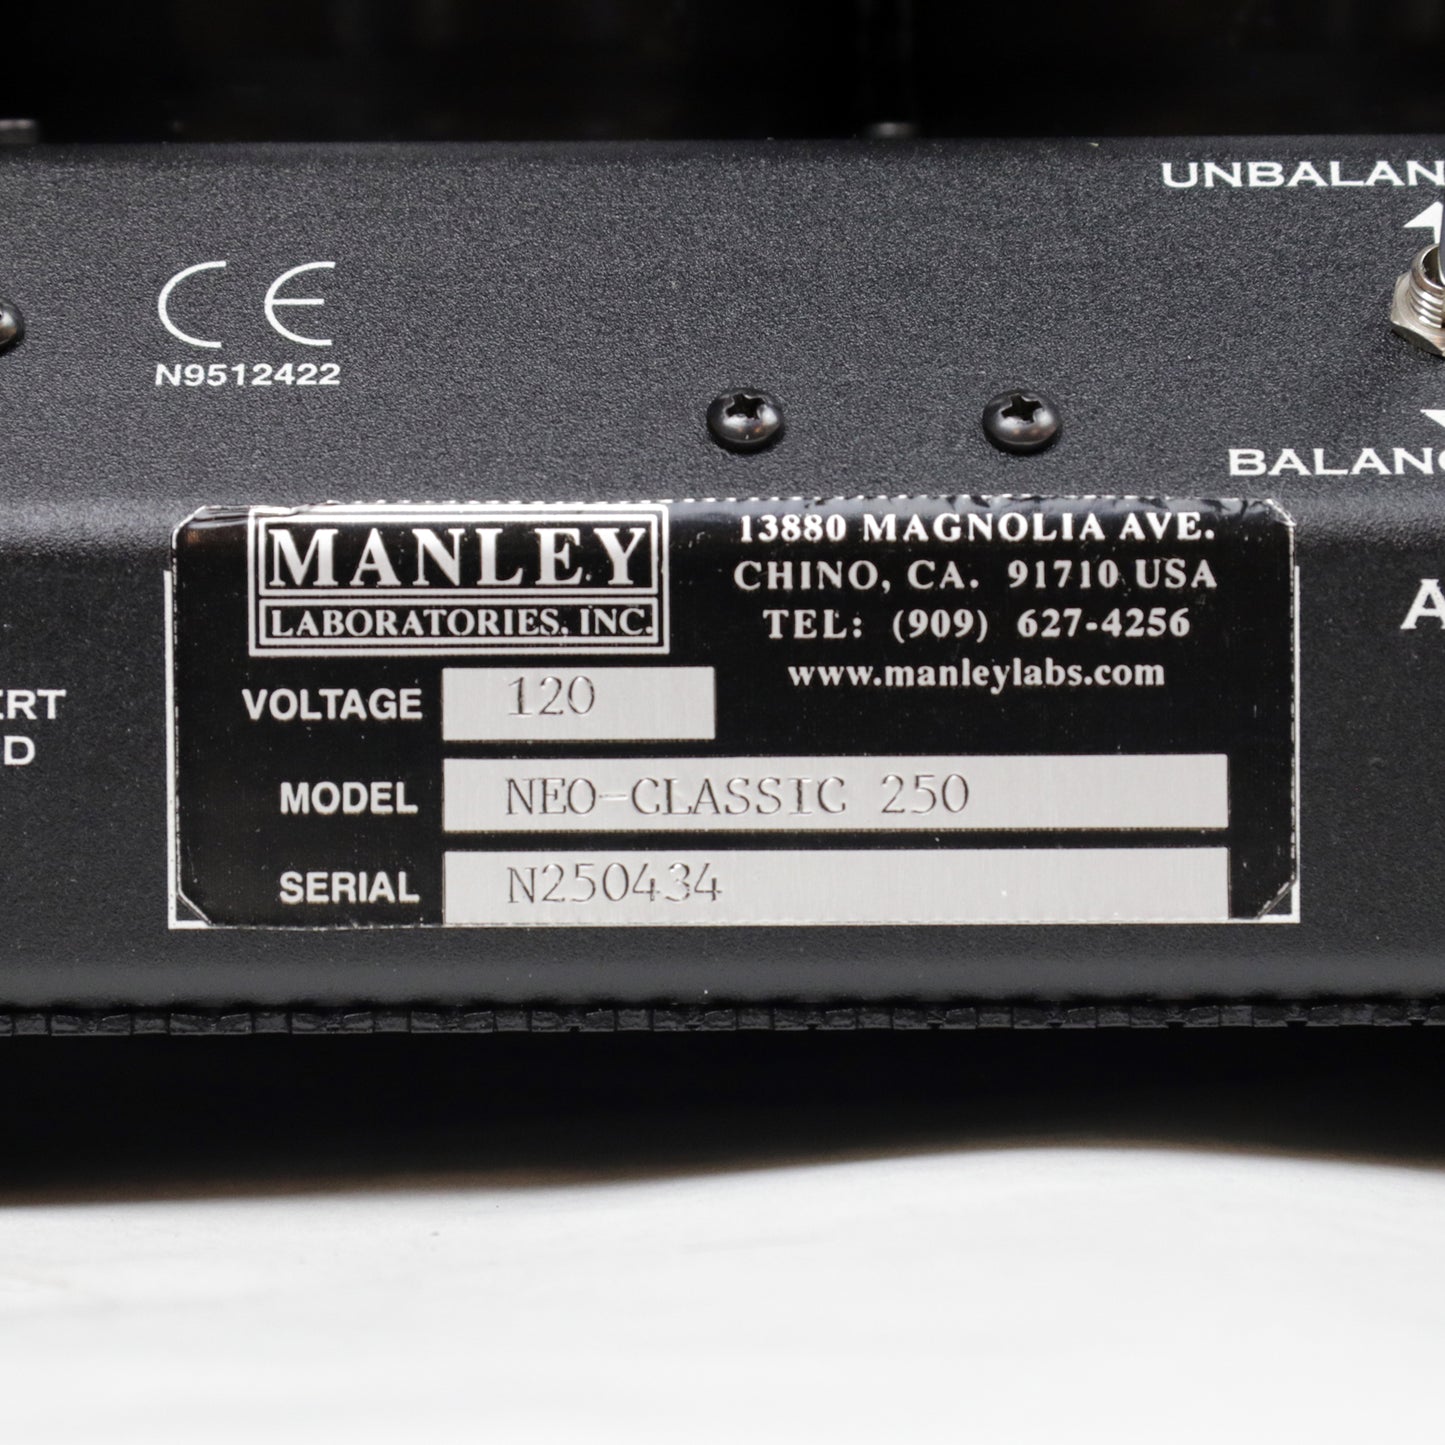 UNBALAN
CE
N9512422
BALANC
MANLEY
LABORATORIES, INC.
13880 MAGNOLIA AVE.
CHINO, CA. 91710 USA
TEL: (909) 627-4256
www.manleylabs.com
A
ERT
D
VOLTAGE 120
MODEL NEO-CLASSIC 250
SERIAL N250434